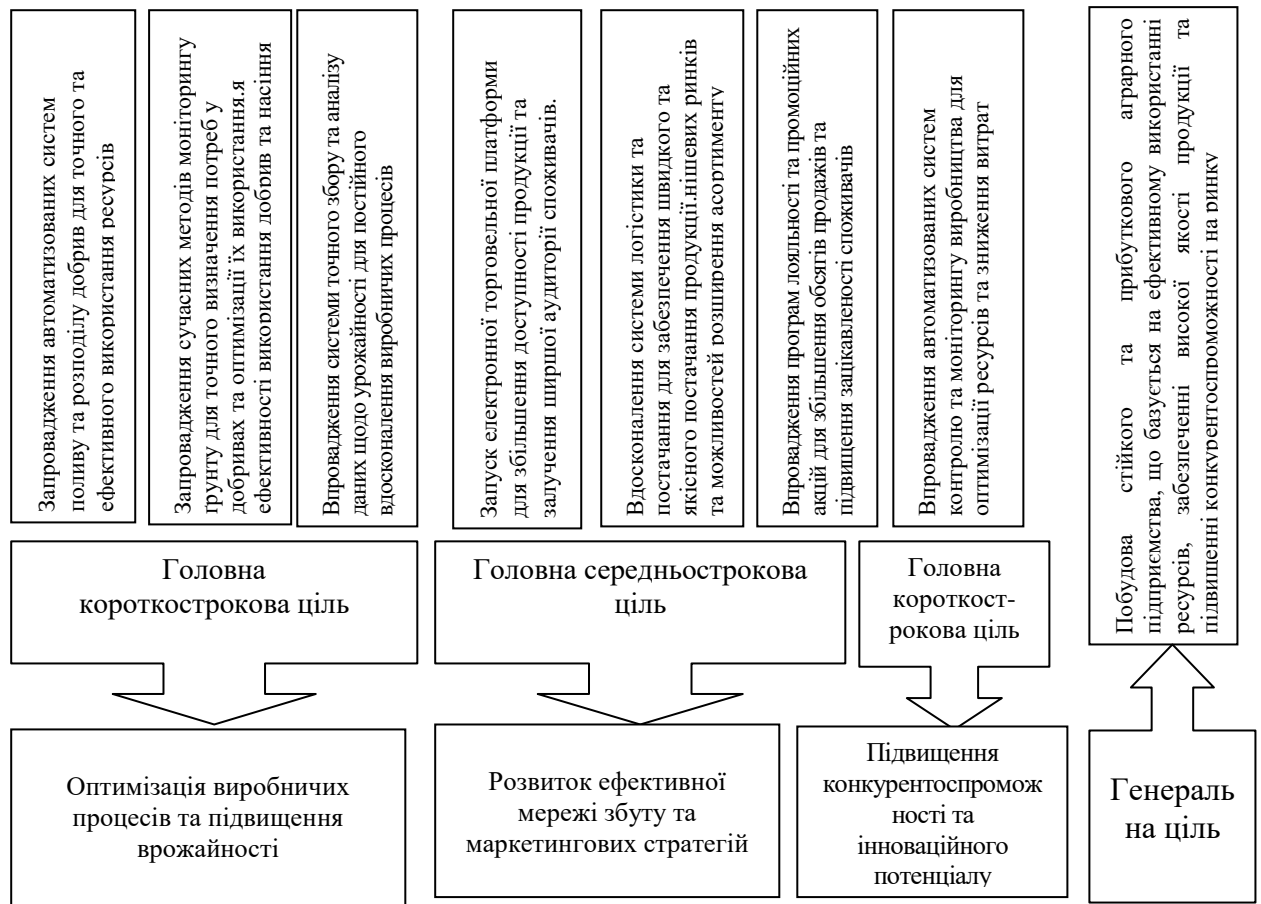 Запровадження автоматизованих систем
поливу та розподілу добрив для точного та
ефективного використання ресурсів
Запровадження сучасних методів моніторингу
ґрунту для точного визначення потреб у
добривах та оптимізації їх використання.я
ефективності використання добрив та насіння
Впровадження системи точного збору та аналізу
даних щодо урожайності для постійного
вдосконалення виробничих процесів
Запуск електронної торговельної платформи
для збільшення доступності продукції та
залучення ширшої аудиторії споживачів.
Вдосконалення системи логістики та
постачання для забезпечення швидкого та
якісного постачання продукції.нішевих ринків
та можливостей розширення асортименту
Впровадження програм лояльності та промоційних
акцій для збільшення обсягів продажів та
підвищення зацікавленості споживачів
Впровадження автоматизованих систем
контролю та моніторингу виробництва для
оптимізації ресурсів та зниження витрат
Побудова стійкого та прибуткового аграрного
підприємства, що базується на ефективному використанні
ресурсів, забезпеченні високої якості продукції та
підвищенні конкурентоспроможності на ринку
Головна
короткострокова ціль
Головна середньострокова
ціль
Головна
короткост-
рокова ціль
Оптимізація виробничих
процесів та підвищення
врожайності
Розвиток ефективної
мережі збуту та
маркетингових стратегій
Підвищення
конкурентоспромож
ності та
інноваційного
потенціалу
Генераль
на ціль